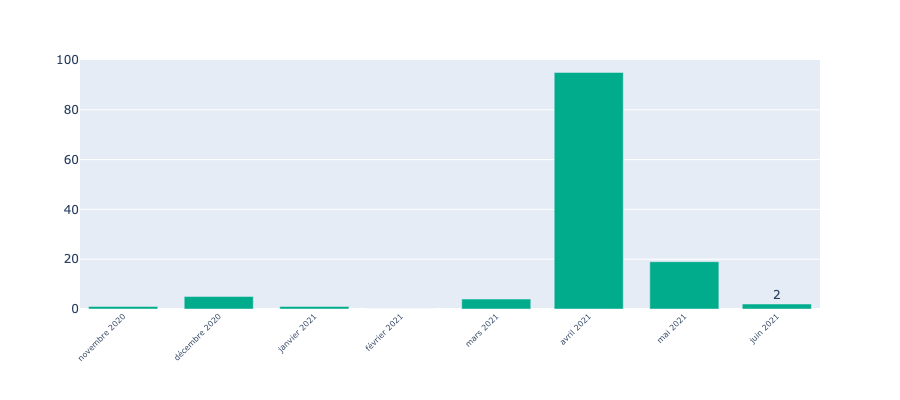 100
80
60
40
20
0
2
novembre 2020
décembre 2020
janvier 2021
février 2021
mars 2021
avril 2021
mai 2021
juin 2021